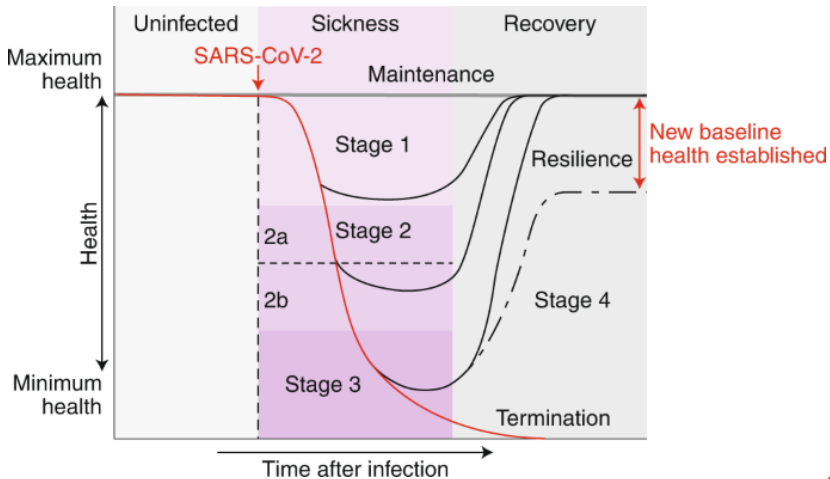 Uninfected
Sickness
Recovery
SARS-CoV-2
Maximum
health
Maintenance
Stage 1
Resilience
New baseline
health established
Health
2a
Stage 2
2b
Stage 4
Stage 3
Minimum
health
Termination
Time after infection